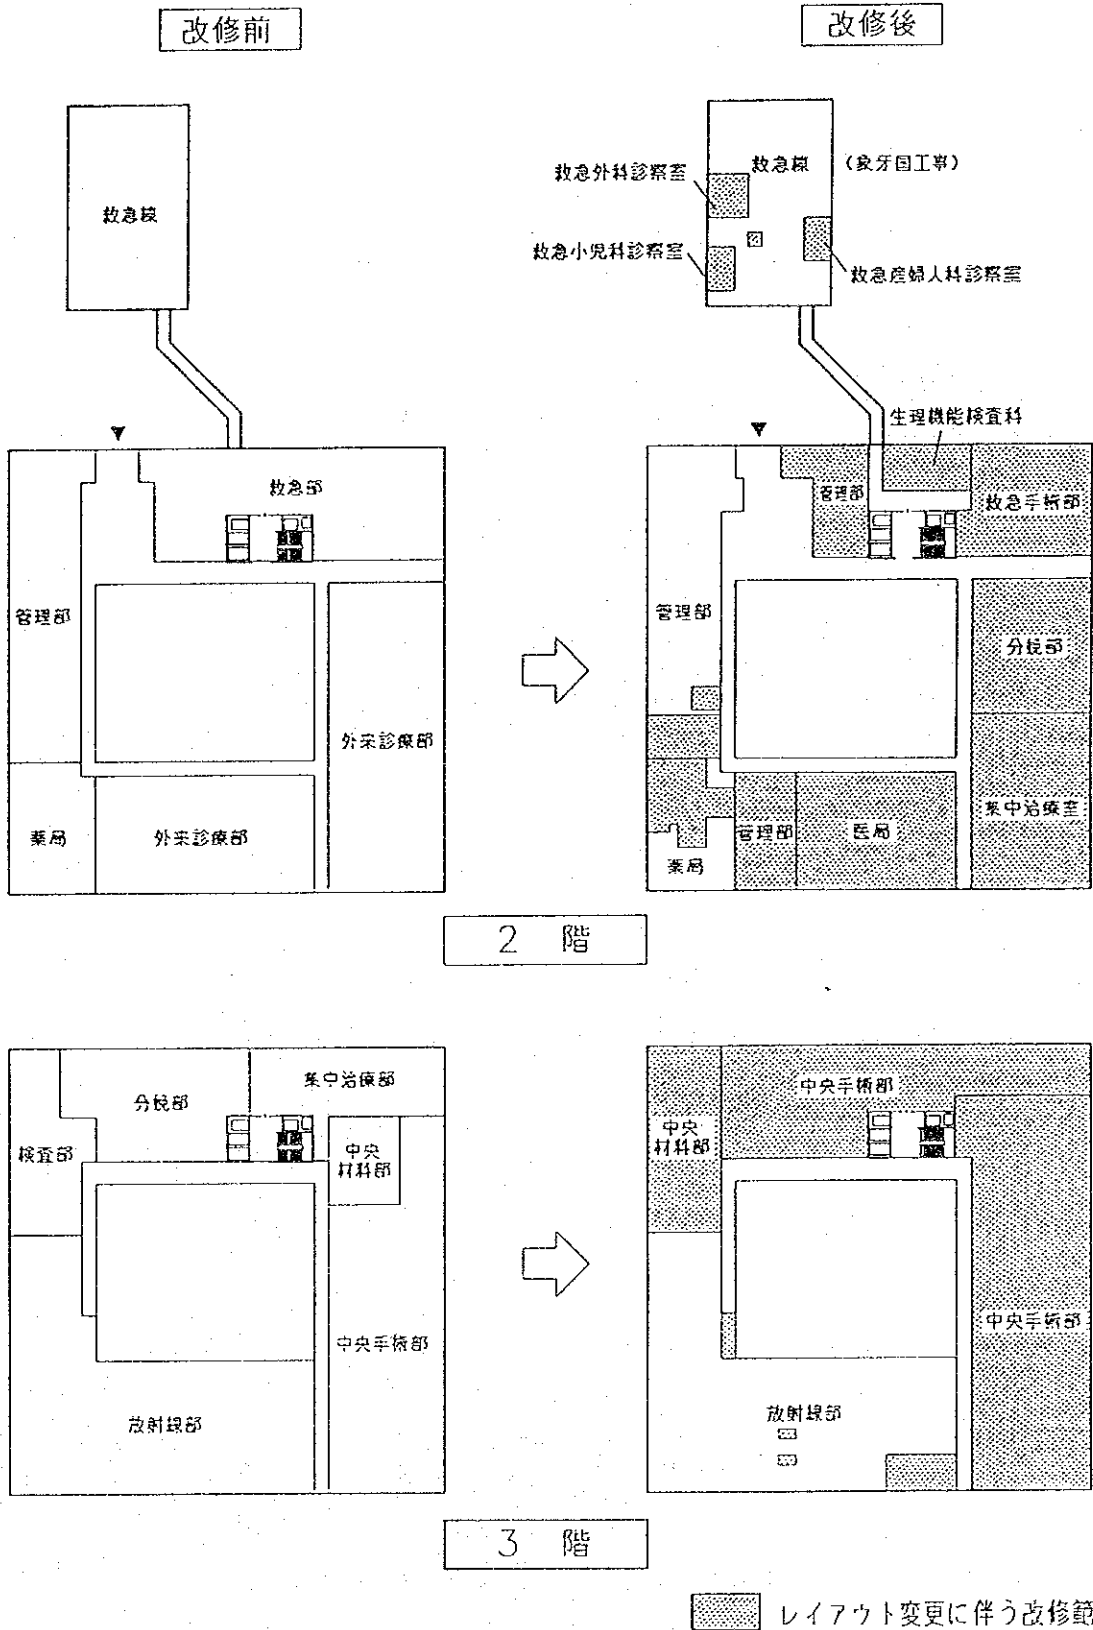 改修前
改修後
救急棟
救急外科診察室
救急棟
(象牙国工事)
救急小児科診察室
救急産婦人科診察室
生理機能検査科
救急部
管理部
救急手術部
管理部
管理部
分娩部
外来診療部
薬局
外来診療部
管理部
医局
集中治療室
薬局
2 階
分娩部
集中治療部
中央手術部
検査部
中央
材料部
中央
材料部
中央手術部
中央手術部
放射線部
放射線部
3 階
レイアウト変更に伴う改修範